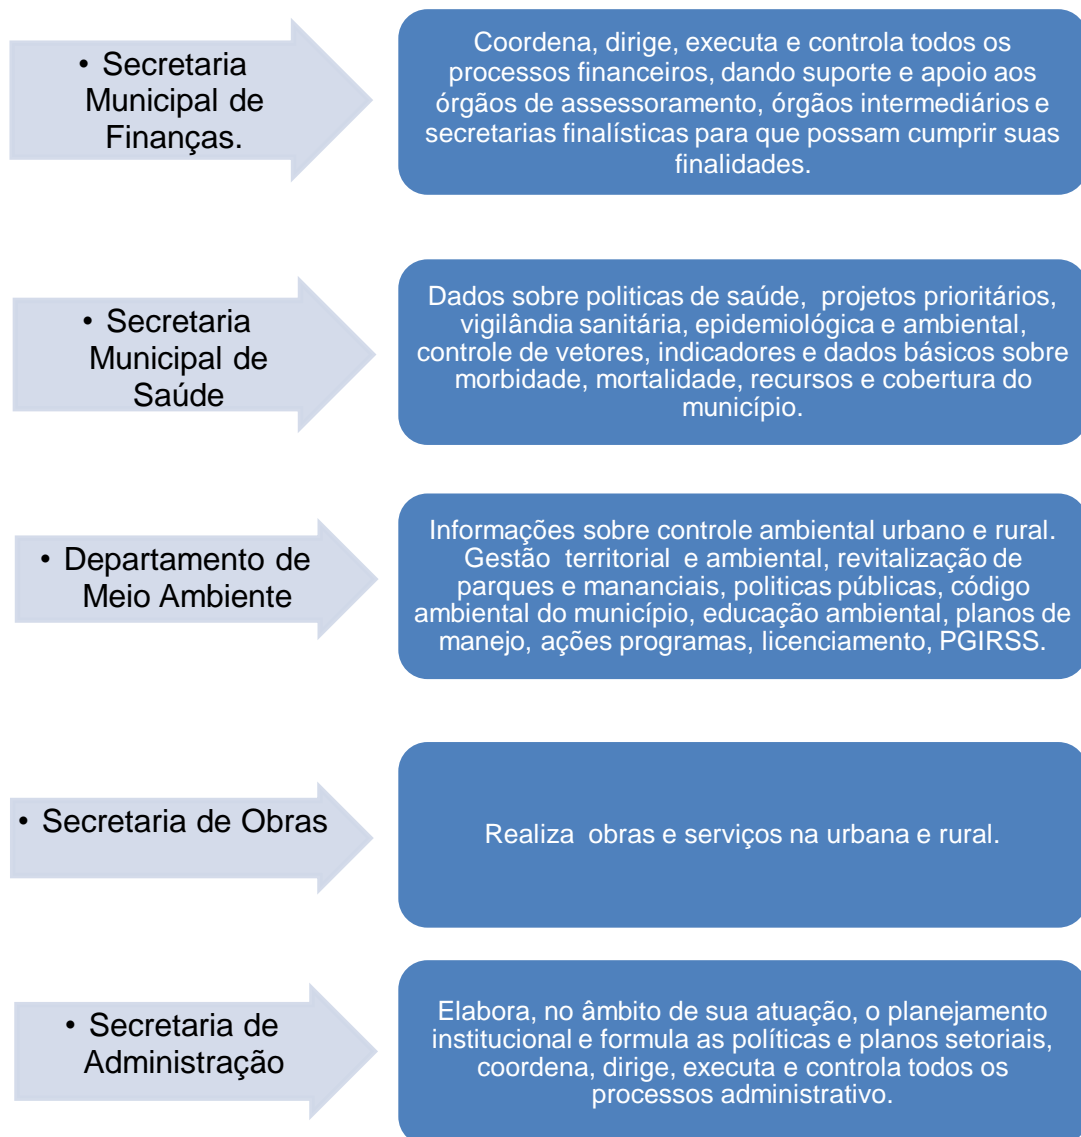 • Secretaria
Municipal de
Finanças.
Coordena, dirige, executa e controla todos os
processos financeiros, dando suporte e apoio aos
órgãos de assessoramento, órgãos intermediários e
secretarias finalísticas para que possam cumprir suas
finalidades.
• Secretaria
Municipal de
Saúde
Dados sobre politicas de saúde, projetos prioritários,
vigilândia sanitária, epidemiológica e ambiental,
controle de vetores, indicadores e dados básicos sobre
morbidade, mortalidade, recursos e cobertura do
município.
• Departamento de
Meio Ambiente
Informações sobre controle ambiental urbano e rural.
Gestão territorial e ambiental, revitalização de
parques e mananciais, politicas públicas, código
ambiental do município, educação ambiental, planos de
manejo, ações programas, licenciamento, PGIRSS.
• Secretaria de Obras
Realiza obras e serviços na urbana e rural.
• Secretaria de
Administração
Elabora, no âmbito de sua atuação, o planejamento
institucional e formula as políticas e planos setoriais,
coordena, dirige, executa e controla todos os
processos administrativo.